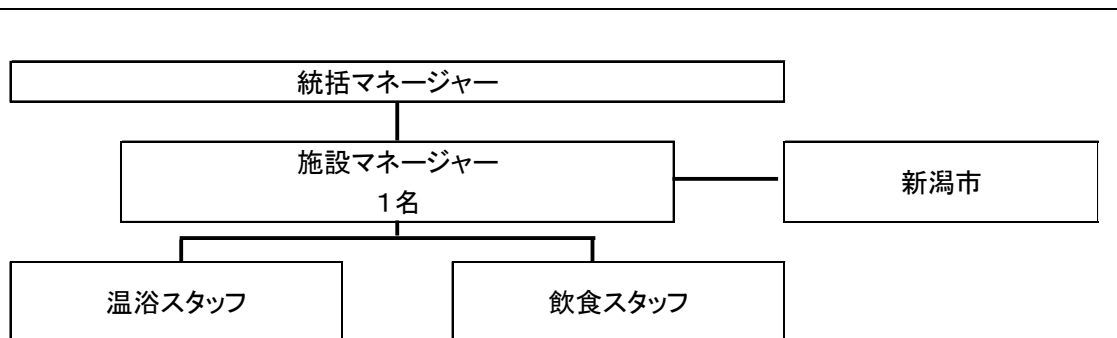 統括マネージャー
施設マネージャー
１名
新潟市
温浴スタッフ
飲食スタッフ